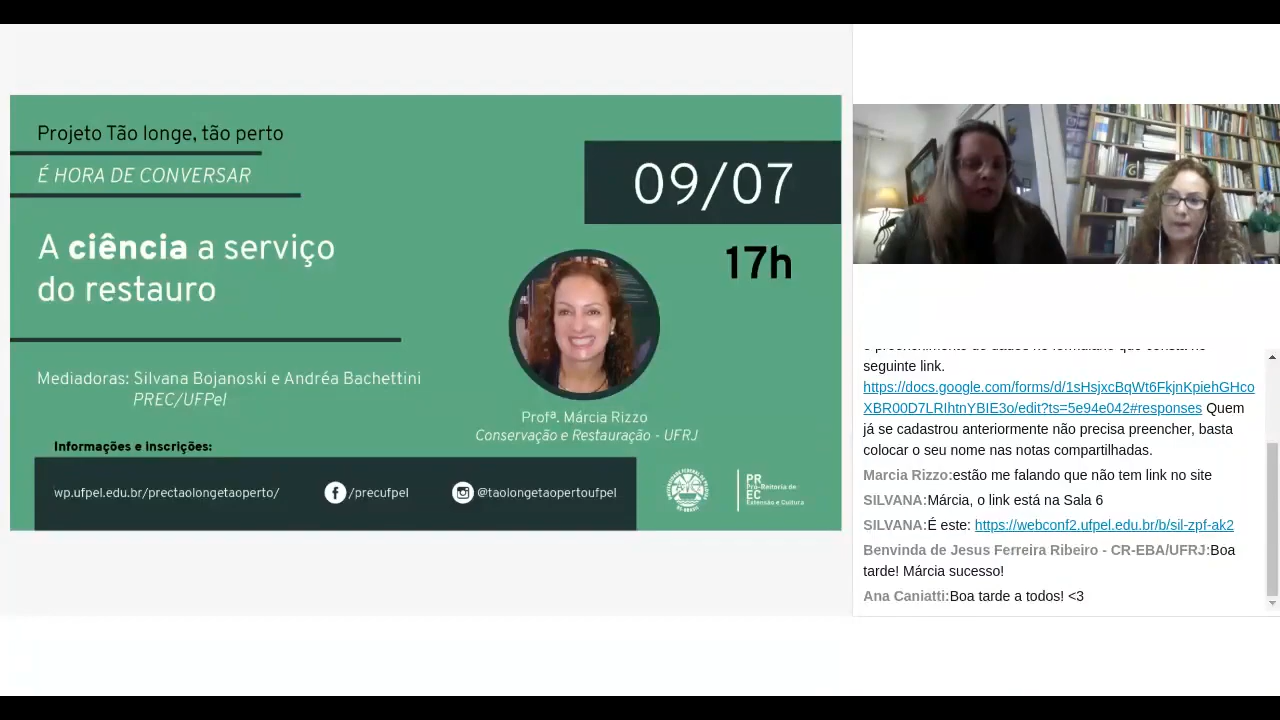 Projeto Tão longe, tão perto
É HORA DE CONVERSAR
A ciência a serviço
do restauro
Mediadoras: Silvana Bojanoski e Andréa Bachettini
PREC/UFPel
09/07
17h
Profª. Márcia Rizzo
Conservação e Restauração - UFRJ
Informações e inscrições:
wp.ufpel.edu.br/prectaolongetaoperto/
/precufpel
@taolongetaopertoufpel
PR
EC
Pró-Reitoria de
Extensão e Cultura
seguinte link.
https://docs.google.com/forms/d/1sHsjxcBqWt6FkjnKpiehGHco
XBR00D7LRIhtnYBIE3o/edit?ts=5e94e042#responses Quem
já se cadastrou anteriormente não precisa preencher, basta
colocar o seu nome nas notas compartilhadas.
Marcia Rizzo:estão me falando que não tem link no site
SILVANA:Márcia, o link está na Sala 6
SILVANA:É este: https://webconf2.ufpel.edu.br/b/sil-zpf-ak2
Benvinda de Jesus Ferreira Ribeiro - CR-EBA/UFRJ:Boa
tarde! Márcia sucesso!
Ana Caniatti:Boa tarde a todos! <3